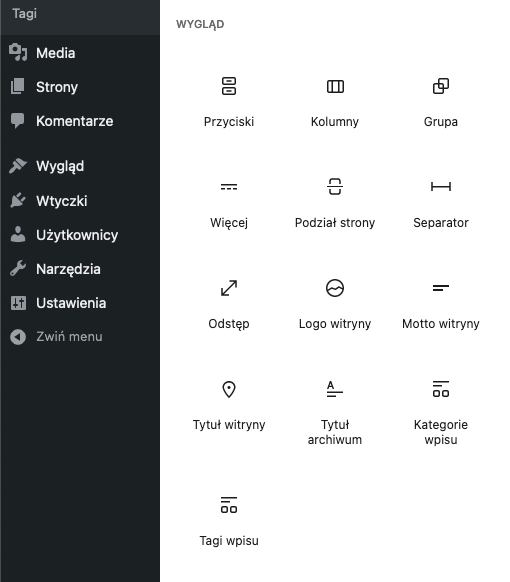 Tagi
Media
Strony
Komentarze
Wygląd
Wtyczki
Użytkownicy
Narzędzia
Ustawienia
Zwiń menu
WYGLĄD
Przyciski
Kolumny
Grupa
Więcej
Podział strony
Separator
Odstęp
Logo witryny
Motto witryny
Tytuł witryny
Tytuł
archiwum
Kategorie
wpisu
Tagi wpisu